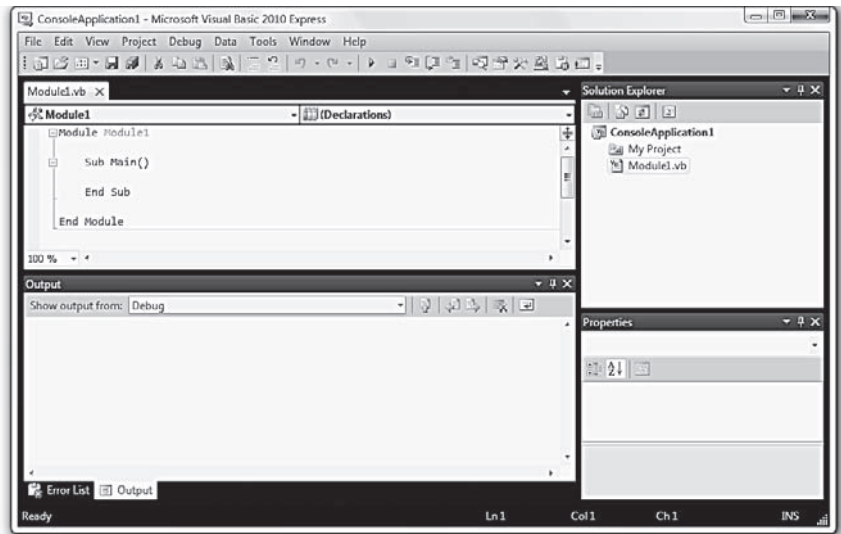 ConsoleApplication1 - Microsoft Visual Basic 2010 Express
File Edit View Project Debug Data Tools Window Help
Module1.vb
Module1
(Declarations)
Module Module1
Sub Main()
End Sub
End Module
100 %
Output
Show output from: Debug
Error List
Output
Solution Explorer
ConsoleApplication1
My Project
Module1.vb
Properties
Ready
Ln 1
Col 1
Ch 1
INS